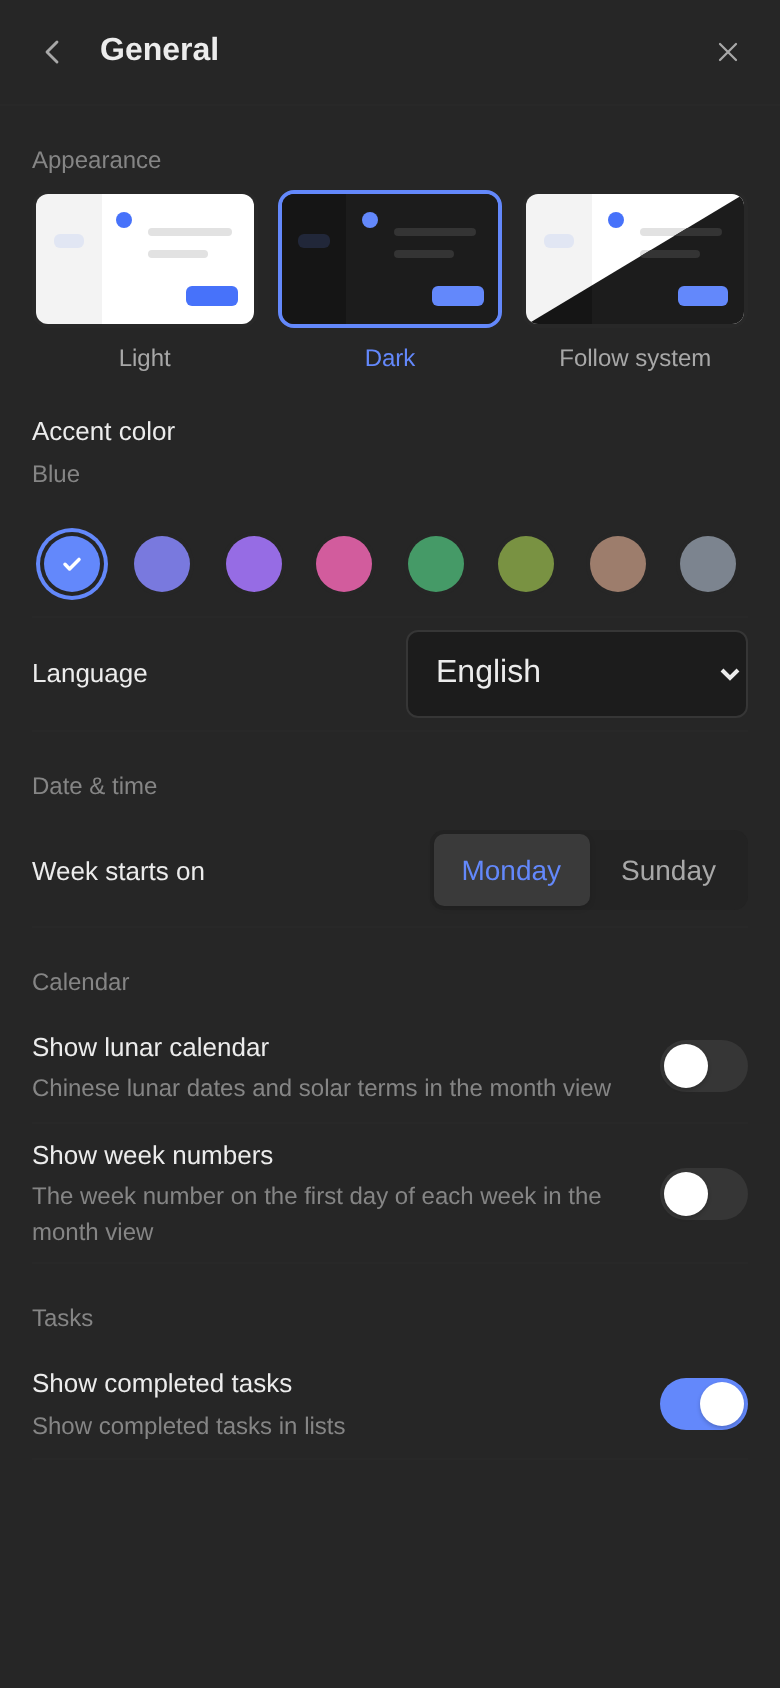 General
Appearance
Light
Dark
Follow system
Accent color
Blue
Language
English
Date & time
Week starts on
Monday
Sunday
Calendar
Show lunar calendar
Chinese lunar dates and solar terms in the month view
Show week numbers
The week number on the first day of each week in the
month view
Tasks
Show completed tasks
Show completed tasks in lists